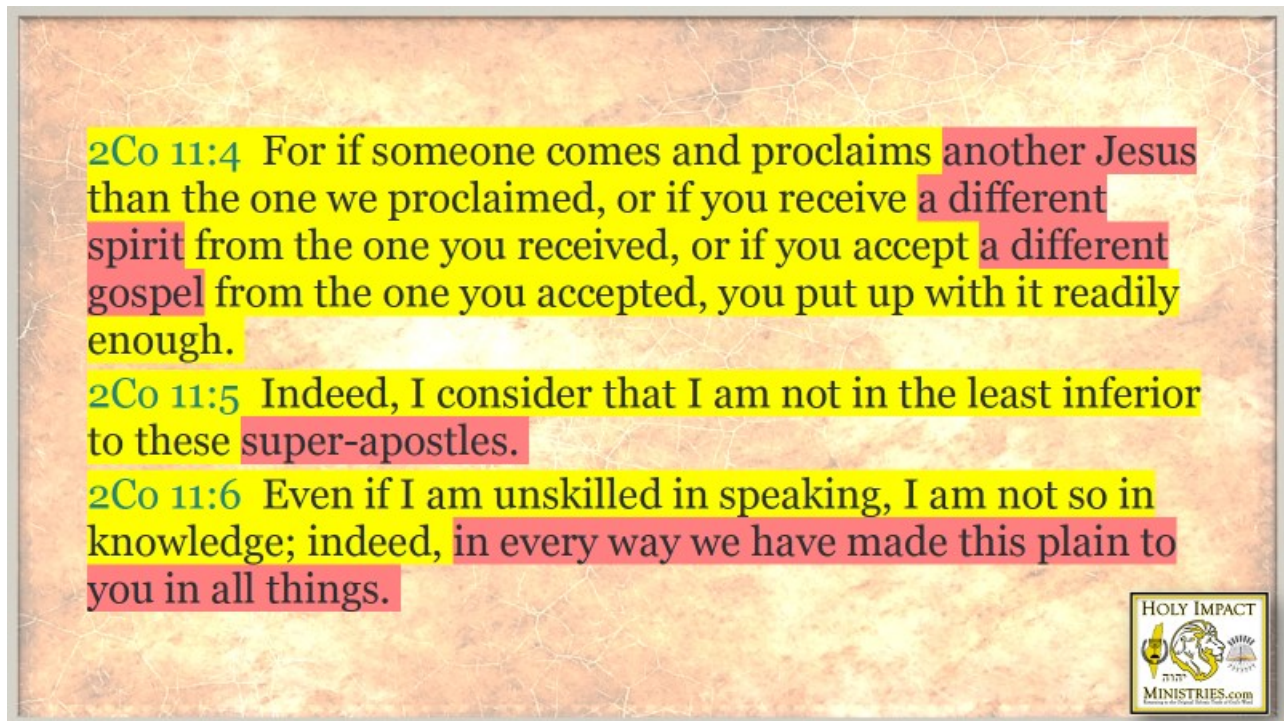 2Co 11:4 For if someone comes and proclaims another Jesus
than the one we proclaimed, or if you receive a different
spirit from the one you received, or if you accept a different
gospel from the one you accepted, you put up with it readily
enough.
2Co 11:5 Indeed, I consider that I am not in the least inferior
to these super-apostles.
2Co 11:6 Even if I am unskilled in speaking, I am not so in
knowledge; indeed, in every way we have made this plain to
you in all things.
HOLY IMPACT
יהוה
MINISTRIES.com